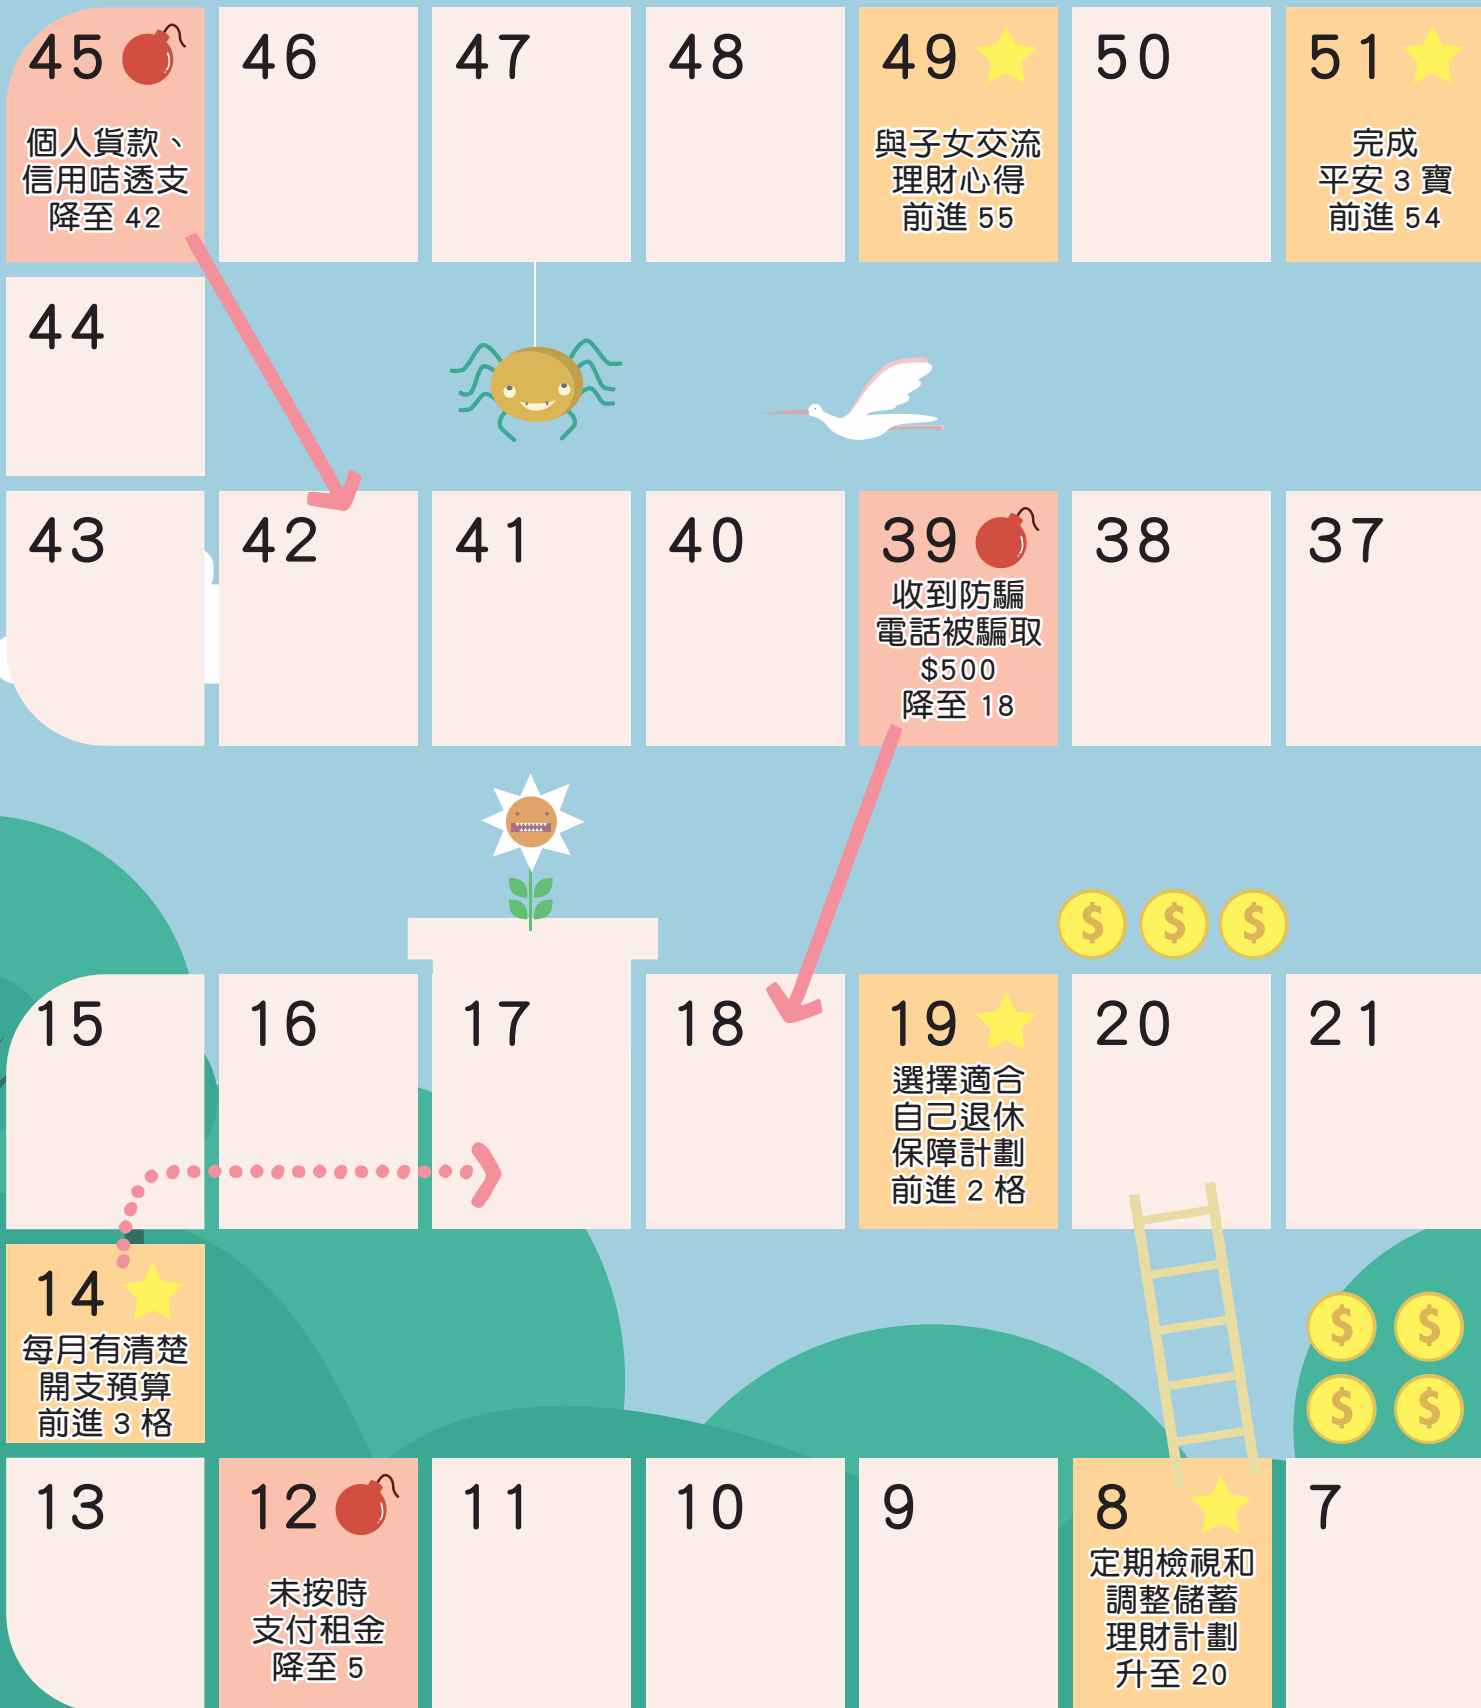 45
個人貨款、
信用咭透支
降至 42
46
47
48
49
與子女交流
理財心得
前進 55
50
51
完成
平安 3 寶
前進 54
44
43
42
41
40
39
收到防騙
電話被騙取
$500
降至 18
38
37
$ $ $
15
16
17
18
19
選擇適合
自己退休
保障計劃
前進 2 格
20
21
14
每月有清楚
開支預算
前進 3 格
$ $
$ $
13
12
未按時
支付租金
降至 5
11
10
9
8
定期檢視和
調整儲蓄
理財計劃
升至 20
7